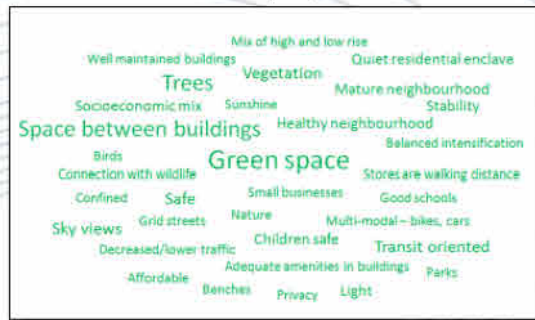 Mix of high and low rise
Well maintained buildings
Quiet residential enclave
Trees
Vegetation
Mature neighbourhood
Socioeconomic mix
Sunshine
Stability
Space between buildings
Healthy neighbourhood
Balanced intensification
Birds
Green space
Connection with wildlife
Stores are walking distance
Confined
Safe
Small businesses
Good schools
Sky views
Grid streets
Nature
Multi-modal – bikes, cars
Decreased/lower traffic
Children safe
Transit oriented
Affordable
Adequate amenities in buildings
Parks
Benches
Privacy
Light